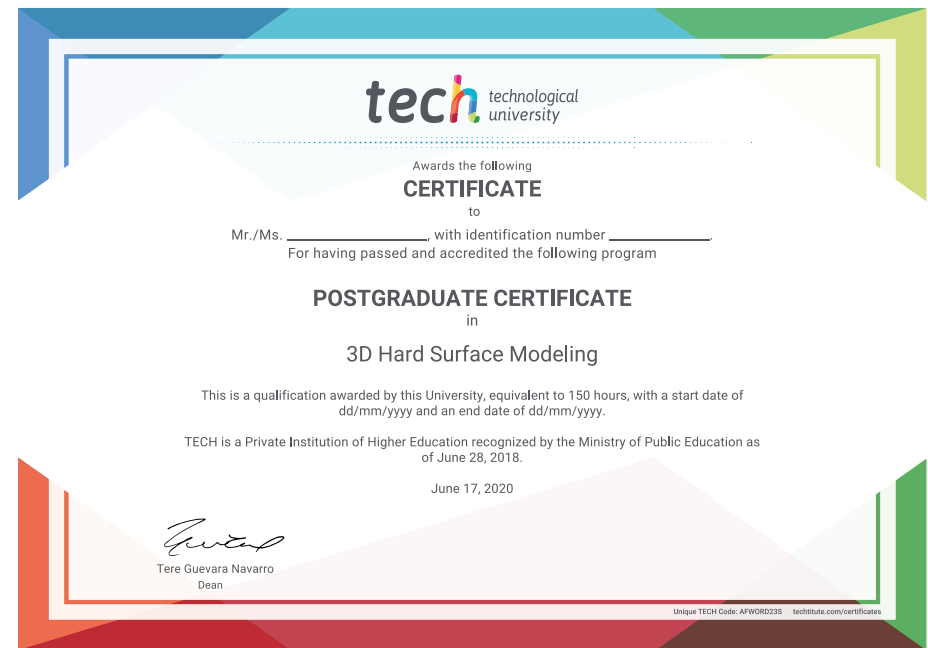 tech technological
university
Awards the following
CERTIFICATE
to
Mr./Ms. ____________________, with identification number ______________.
For having passed and accredited the following program
POSTGRADUATE CERTIFICATE
in
3D Hard Surface Modeling
This is a qualification awarded by this University, equivalent to 150 hours, with a start date of
dd/mm/yyyy and an end date of dd/mm/yyyy.
TECH is a Private Institution of Higher Education recognized by the Ministry of Public Education as
of June 28, 2018.
June 17, 2020
Tere Guevara Navarro
Dean
Unique TECH Code: AFWORD23S techtitute.com/certificates